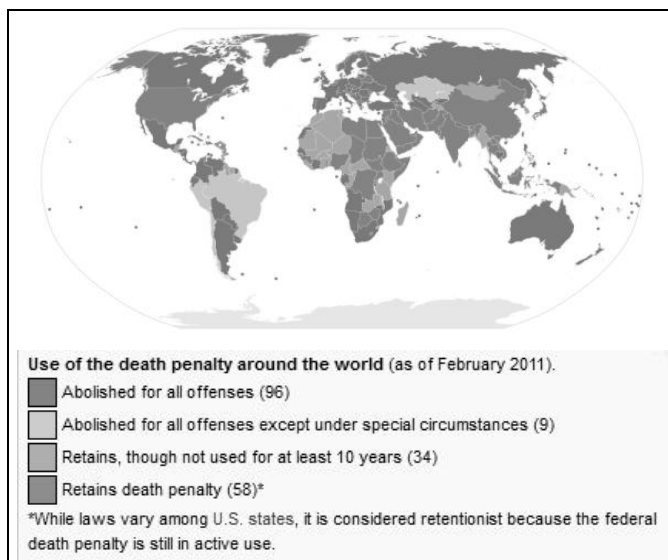 Use of the death penalty around the world (as of February 2011).
Abolished for all offenses (96)
Abolished for all offenses except under special circumstances (9)
Retains, though not used for at least 10 years (34)
Retains death penalty (58)*
*While laws vary among U.S. states, it is considered retentionist because the federal
death penalty is still in active use.